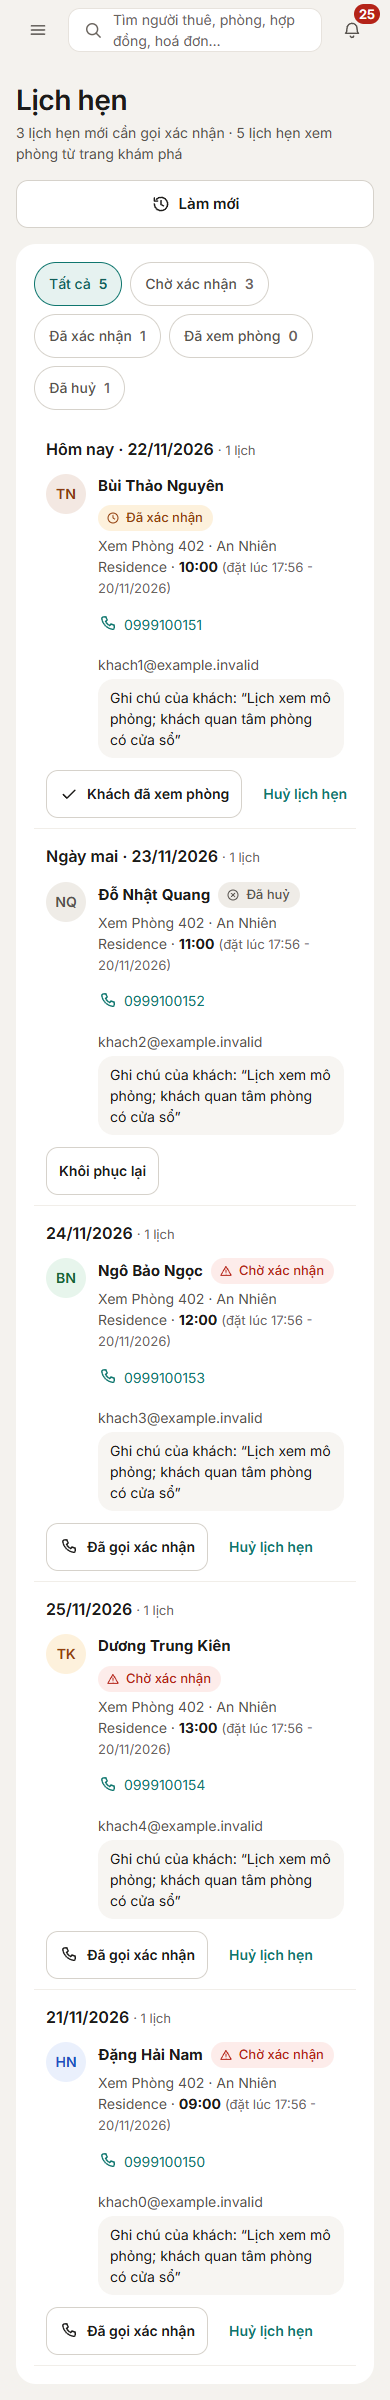 25
Tìm người thuê, phòng, hợp
đồng, hoá đơn...
Lịch hẹn
3 lịch hẹn mới cần gọi xác nhận · 5 lịch hẹn xem
phòng từ trang khám phá
Làm mới
Tất cả 5
Chờ xác nhận 3
Đã xác nhận 1
Đã xem phòng 0
Đã huỷ 1
Hôm nay · 22/11/2026 · 1 lịch
TN
Bùi Thảo Nguyên
Đã xác nhận
Xem Phòng 402 · An Nhiên
Residence · 10:00 (đặt lúc 17:56 -
20/11/2026)
0999100151
khach1@example.invalid
Ghi chú của khách: “Lịch xem mô
phỏng; khách quan tâm phòng
có cửa sổ”
Khách đã xem phòng
Huỷ lịch hẹn
Ngày mai · 23/11/2026 · 1 lịch
NQ
Đỗ Nhật Quang
Đã huỷ
Xem Phòng 402 · An Nhiên
Residence · 11:00 (đặt lúc 17:56 -
20/11/2026)
0999100152
khach2@example.invalid
Ghi chú của khách: “Lịch xem mô
phỏng; khách quan tâm phòng
có cửa sổ”
Khôi phục lại
24/11/2026 · 1 lịch
BN
Ngô Bảo Ngọc
Chờ xác nhận
Xem Phòng 402 · An Nhiên
Residence · 12:00 (đặt lúc 17:56 -
20/11/2026)
0999100153
khach3@example.invalid
Ghi chú của khách: “Lịch xem mô
phỏng; khách quan tâm phòng
có cửa sổ”
Đã gọi xác nhận
Huỷ lịch hẹn
25/11/2026 · 1 lịch
TK
Dương Trung Kiên
Chờ xác nhận
Xem Phòng 402 · An Nhiên
Residence · 13:00 (đặt lúc 17:56 -
20/11/2026)
0999100154
khach4@example.invalid
Ghi chú của khách: “Lịch xem mô
phỏng; khách quan tâm phòng
có cửa sổ”
Đã gọi xác nhận
Huỷ lịch hẹn
21/11/2026 · 1 lịch
HN
Đặng Hải Nam
Chờ xác nhận
Xem Phòng 402 · An Nhiên
Residence · 09:00 (đặt lúc 17:56 -
20/11/2026)
0999100150
khach0@example.invalid
Ghi chú của khách: “Lịch xem mô
phỏng; khách quan tâm phòng
có cửa sổ”
Đã gọi xác nhận
Huỷ lịch hẹn